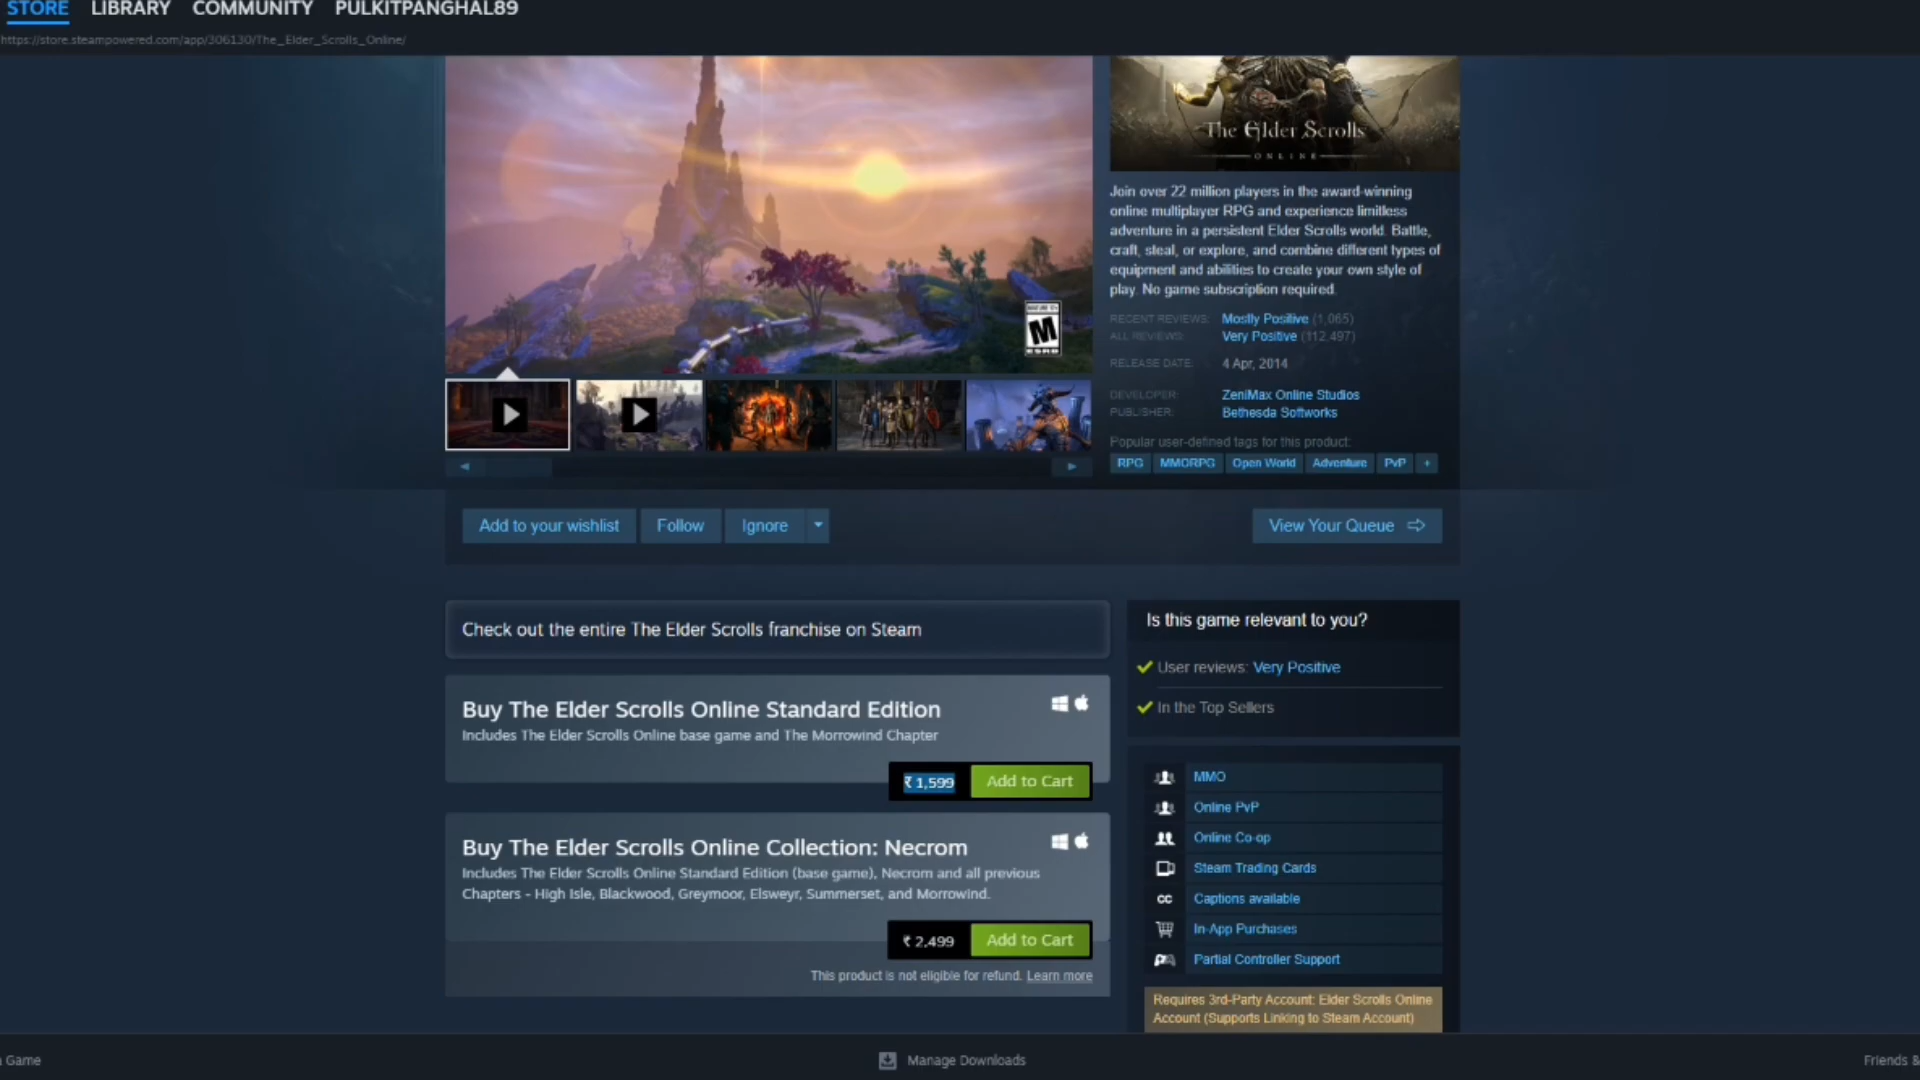 STORE LIBRARY COMMUNITY PULKITPANGHAL89
https://store.steampowered.com/app/306130/The_Elder_Scrolls_Online/
The Elder Scrolls
ONLINE
Join over 22 million players in the award-winning
online multiplayer RPG and experience limitless
adventure in a persistent Elder Scrolls world. Battle,
craft, steal, or explore, and combine different types of
equipment and abilities to create your own style of
play. No game subscription required.
M
ESRB
RECENT REVIEWS: Mostly Positive (1,065)
ALL REVIEWS: Very Positive (112,497)
RELEASE DATE: 4 Apr, 2014
DEVELOPER: ZeniMax Online Studios
PUBLISHER: Bethesda Softworks
Popular user-defined tags for this product:
RPG MMORPG Open World Adventure PvP +
Add to your wishlist Follow Ignore View Your Queue
Check out the entire The Elder Scrolls franchise on Steam
Is this game relevant to you?
User reviews: Very Positive
In the Top Sellers
Buy The Elder Scrolls Online Standard Edition
Includes The Elder Scrolls Online base game and The Morrowind Chapter
₹ 1,599 Add to Cart
Buy The Elder Scrolls Online Collection: Necrom
Includes The Elder Scrolls Online Standard Edition (base game), Necrom and all previous
Chapters - High Isle, Blackwood, Greymoor, Elsweyr, Summerset, and Morrowind.
₹ 2,499 Add to Cart
This product is not eligible for refund. Learn more
MMO
Online PvP
Online Co-op
Steam Trading Cards
CC Captions available
In-App Purchases
Partial Controller Support
Requires 3rd-Party Account: Elder Scrolls Online
Account (Supports Linking to Steam Account)
Game Manage Downloads Friends &